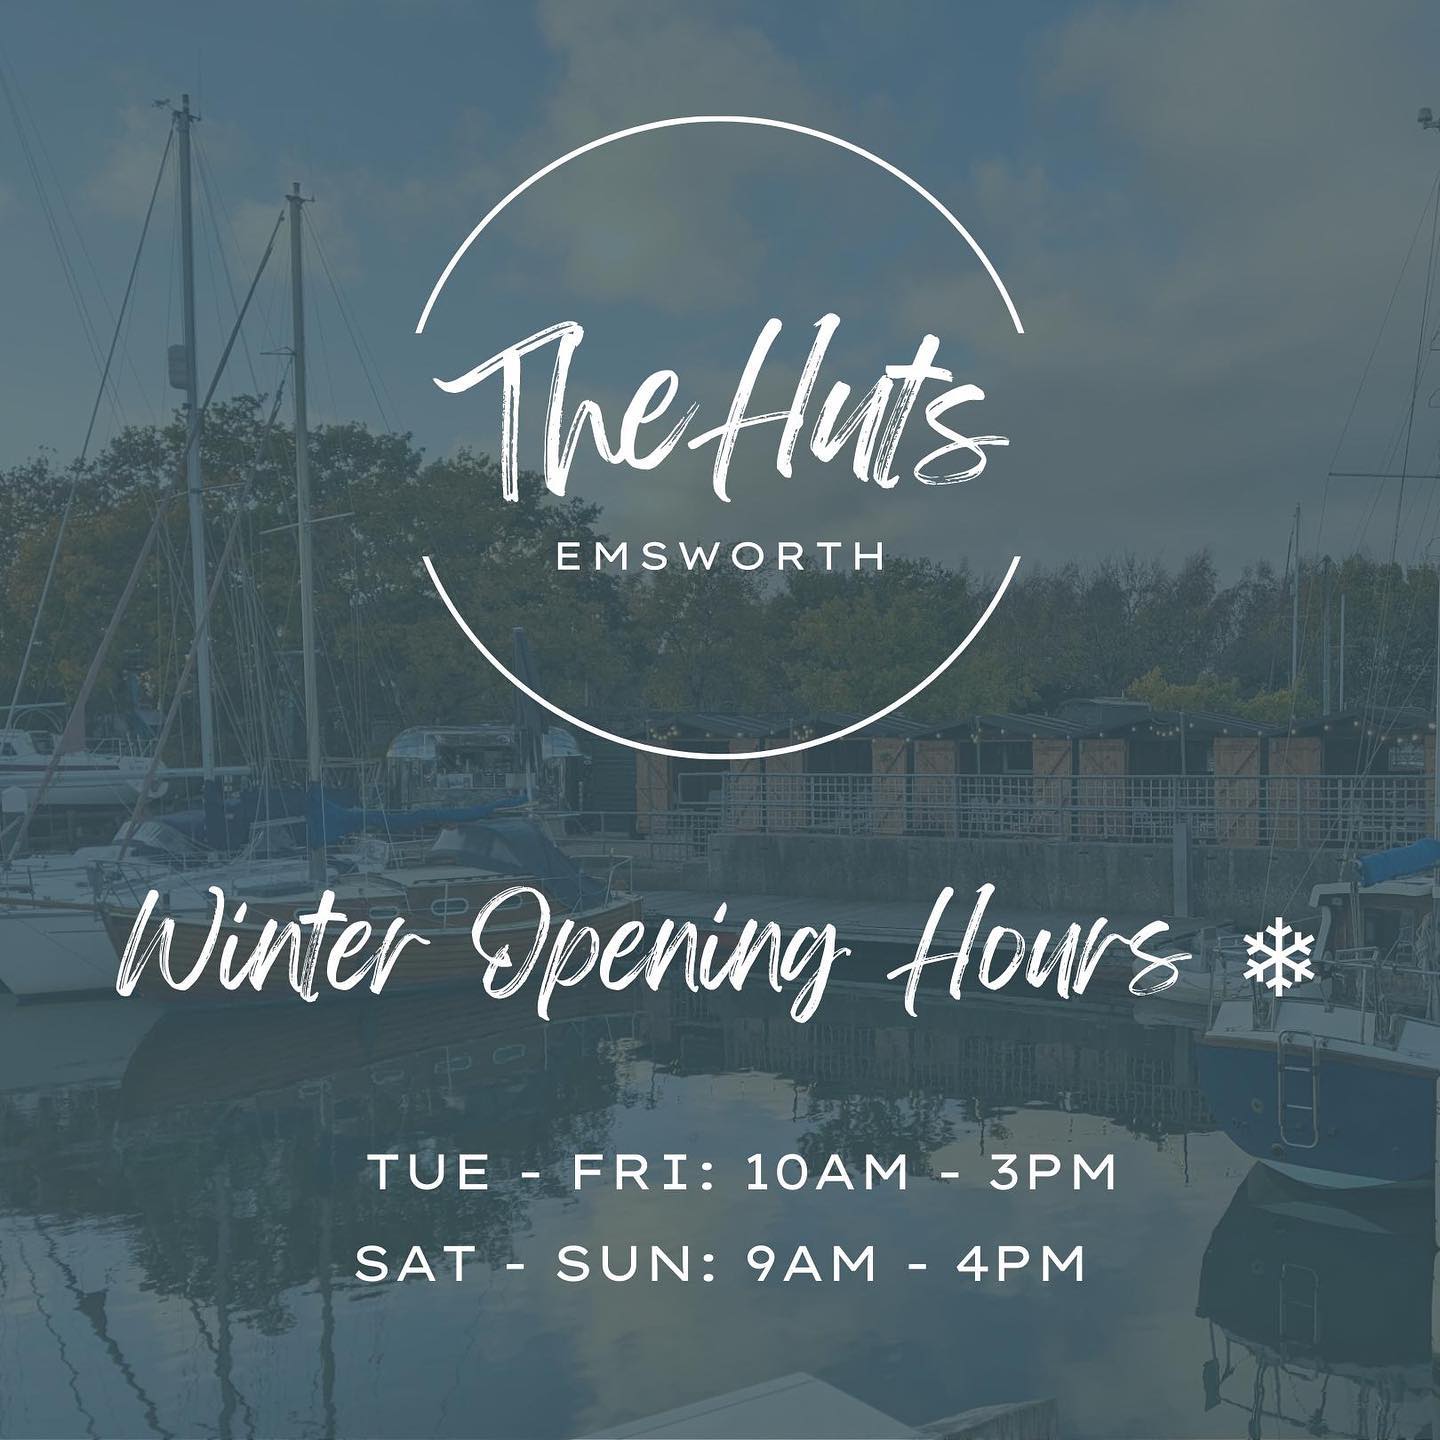 The Huts
EMSWORTH
Winter Opening Hours ❄
TUE - FRI: 10AM - 3PM
SAT - SUN: 9AM - 4PM